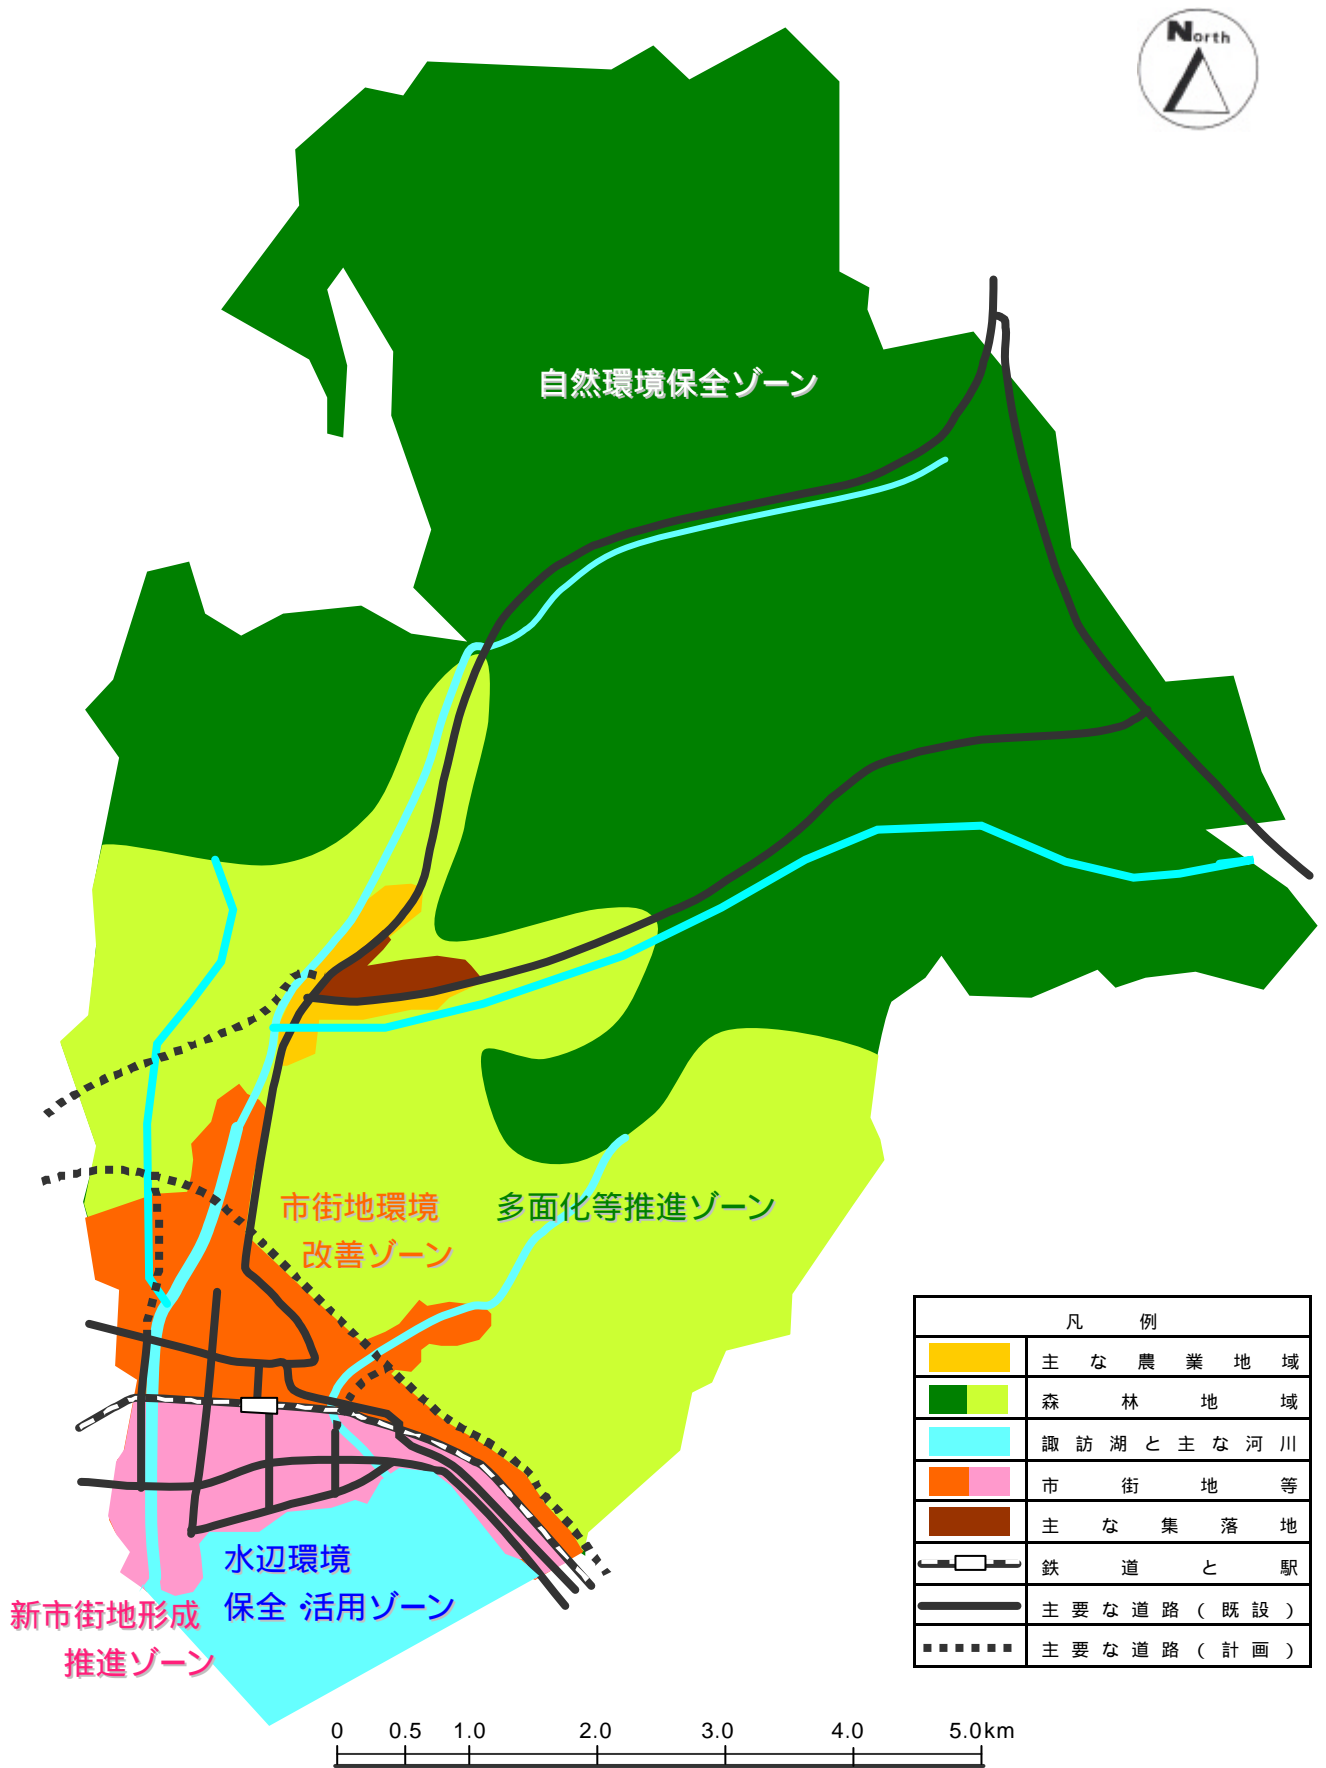 North
自然環境保全ゾーン
市街地環境
改善ゾーン
多面化等推進ゾーン
凡例
主な農業地域
森林地域
諏訪湖と主な河川
市街地等
主な集落地
鉄道と駅
主要な道路(既設)
主要な道路(計画)
水辺環境
保全・活用ゾーン
新市街地形成
推進ゾーン
0 0.5 1.0 2.0 3.0 4.0 5.0km